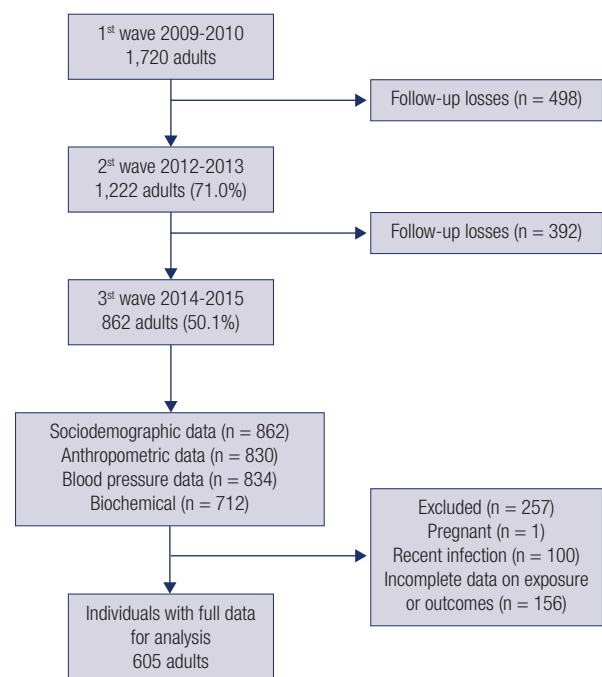 1st wave 2009-2010
1,720 adults
Follow-up losses (n = 498)
2st wave 2012-2013
1,222 adults (71.0%)
Follow-up losses (n = 392)
3st wave 2014-2015
862 adults (50.1%)
Sociodemographic data (n = 862)
Anthropometric data (n = 830)
Blood pressure data (n = 834)
Biochemical (n = 712)
Excluded (n = 257)
Pregnant (n = 1)
Recent infection (n = 100)
Incomplete data on exposure
or outcomes (n = 156)
Individuals with full data
for analysis
605 adults